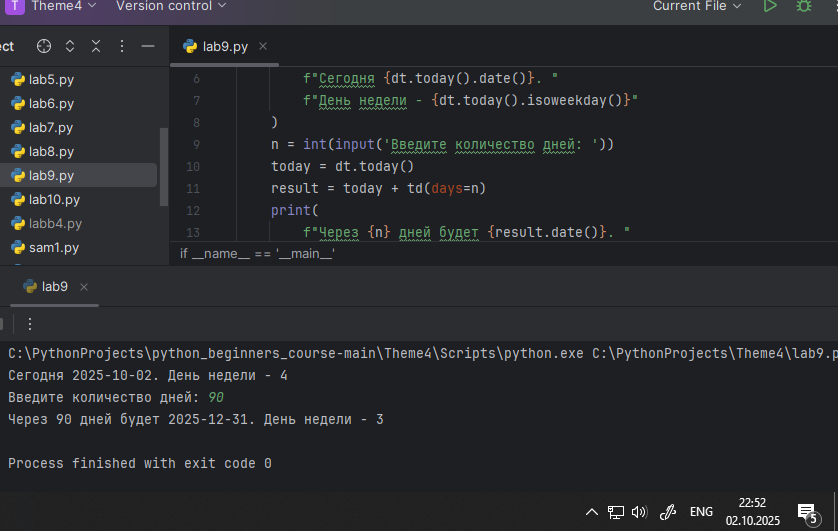 T Theme4 Version control Current File
ect
lab9.py
lab5.py
lab6.py
lab7.py
lab8.py
lab9.py
lab10.py
labb4.py
sam1.py
6 f"Сегодня {dt.today().date()}. "
7 f"День недели - {dt.today().isoweekday()}"
8 )
9 n = int(input('Введите количество дней: '))
10 today = dt.today()
11 result = today + td(days=n)
12 print(
13 f"Через {n} дней будет {result.date()}. "
if __name__ == '__main__'
lab9
C:\PythonProjects\python_beginners_course-main\Theme4\Scripts\python.exe C:\PythonProjects\Theme4\lab9.p
Сегодня 2025-10-02. День недели - 4
Введите количество дней: 90
Через 90 дней будет 2025-12-31. День недели - 3
Process finished with exit code 0
ENG
22:52
02.10.2025
5